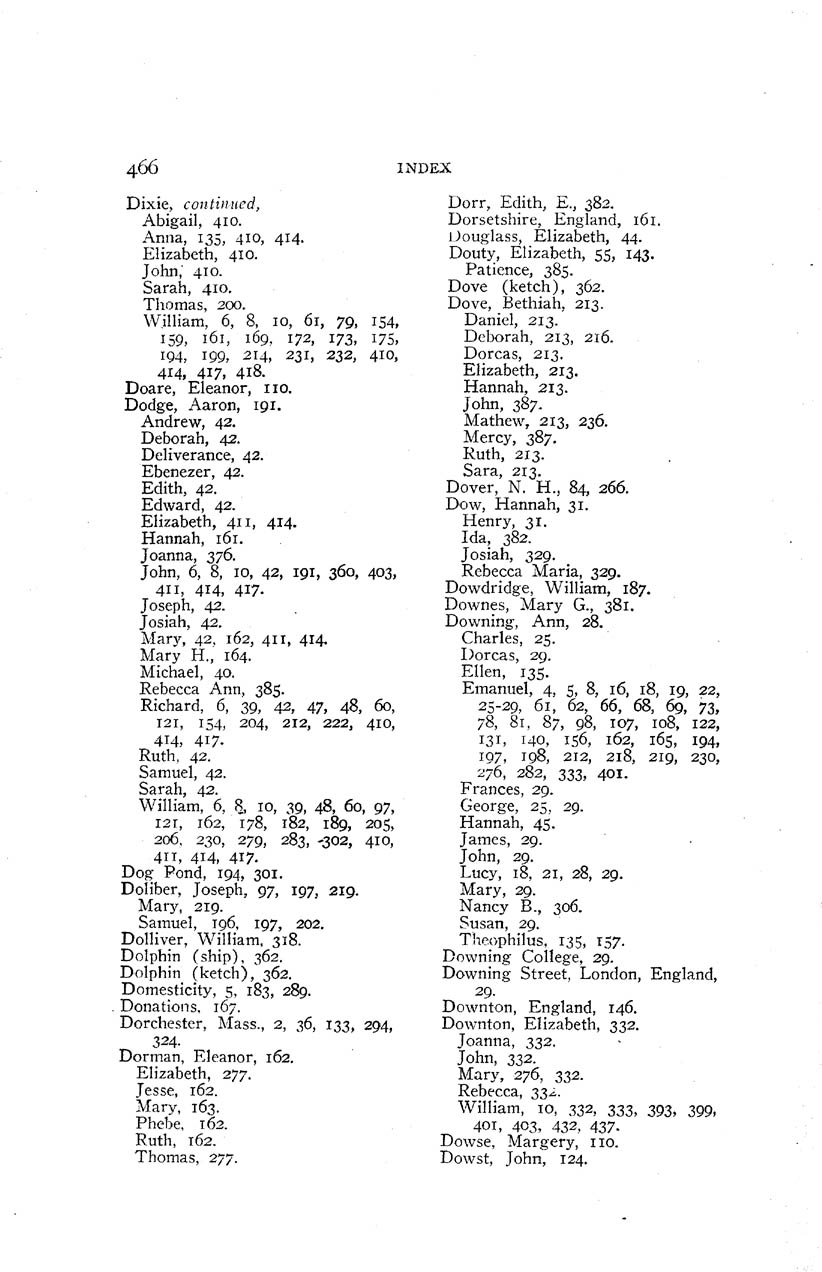 466 INDEX
Dixie, continued,
Abigail, 410.
Anna, 135, 410, 414.
Elizabeth, 410.
John, 410.
Sarah, 410.
Thomas, 200.
William, 6, 8, 10, 61, 79, 154,
159, 161, 169, 172, 173, 175,
194, 199, 214, 231, 232, 410,
414, 417, 418.
Doare, Eleanor, 110.
Dodge, Aaron, 191.
Andrew, 42.
Deborah, 42.
Deliverance, 42.
Ebenezer, 42.
Edith, 42.
Edward, 42.
Elizabeth, 411, 414.
Hannah, 161.
Joanna, 376.
John, 6, 8, 10, 42, 191, 360, 403,
411, 414, 417.
Joseph, 42.
Josiah, 42.
Mary, 42, 162, 411, 414.
Mary H., 164.
Michael, 40.
Rebecca Ann, 385.
Richard, 6, 39, 42, 47, 48, 60,
121, 154, 204, 212, 222, 410,
414, 417.
Ruth, 42.
Samuel, 42.
Sarah, 42.
William, 6, 8, 10, 39, 48, 60, 97,
121, 162, 178, 182, 189, 205,
206, 230, 279, 283, 302, 410,
411, 414, 417.
Dog Pond, 194, 301.
Doliber, Joseph, 97, 197, 219.
Mary, 219.
Samuel, 196, 197, 202.
Dolliver, William, 318.
Dolphin (ship), 362.
Dolphin (ketch), 362.
Domesticity, 5, 183, 289.
Donations, 167.
Dorchester, Mass., 2, 36, 133, 294,
324.
Dorman, Eleanor, 162.
Elizabeth, 277.
Jesse, 162.
Mary, 163.
Phebe, 162.
Ruth, 162.
Thomas, 277.
Dorr, Edith, E., 382.
Dorsetshire, England, 161.
Douglass, Elizabeth, 44.
Douty, Elizabeth, 55, 143.
Patience, 385.
Dove (ketch), 362.
Dove, Bethiah, 213.
Daniel, 213.
Deborah, 213, 216.
Dorcas, 213.
Elizabeth, 213.
Hannah, 213.
John, 387.
Mathew, 213, 236.
Mercy, 387.
Ruth, 213.
Sara, 213.
Dover, N. H., 84, 266.
Dow, Hannah, 31.
Henry, 31.
Ida, 382.
Josiah, 329.
Rebecca Maria, 329.
Dowdridge, William, 187.
Downes, Mary G., 381.
Downing, Ann, 28.
Charles, 25.
Dorcas, 29.
Ellen, 135.
Emanuel, 4, 5, 8, 16, 18, 19, 22,
25-29, 61, 62, 66, 68, 69, 73,
78, 81, 87, 98, 107, 108, 122,
131, 140, 156, 162, 165, 194,
197, 198, 212, 218, 219, 230,
276, 282, 333, 401.
Frances, 29.
George, 25, 29.
Hannah, 45.
James, 29.
John, 29.
Lucy, 18, 21, 28, 29.
Mary, 29.
Nancy B., 306.
Susan, 29.
Theophilus, 135, 157.
Downing College, 29.
Downing Street, London, England,
29.
Downton, England, 146.
Downton, Elizabeth, 332.
Joanna, 332.
John, 332.
Mary, 276, 332.
Rebecca, 332.
William, 10, 332, 333, 393, 399,
401, 403, 432, 437.
Dowse, Margery, 110.
Dowst, John, 124.